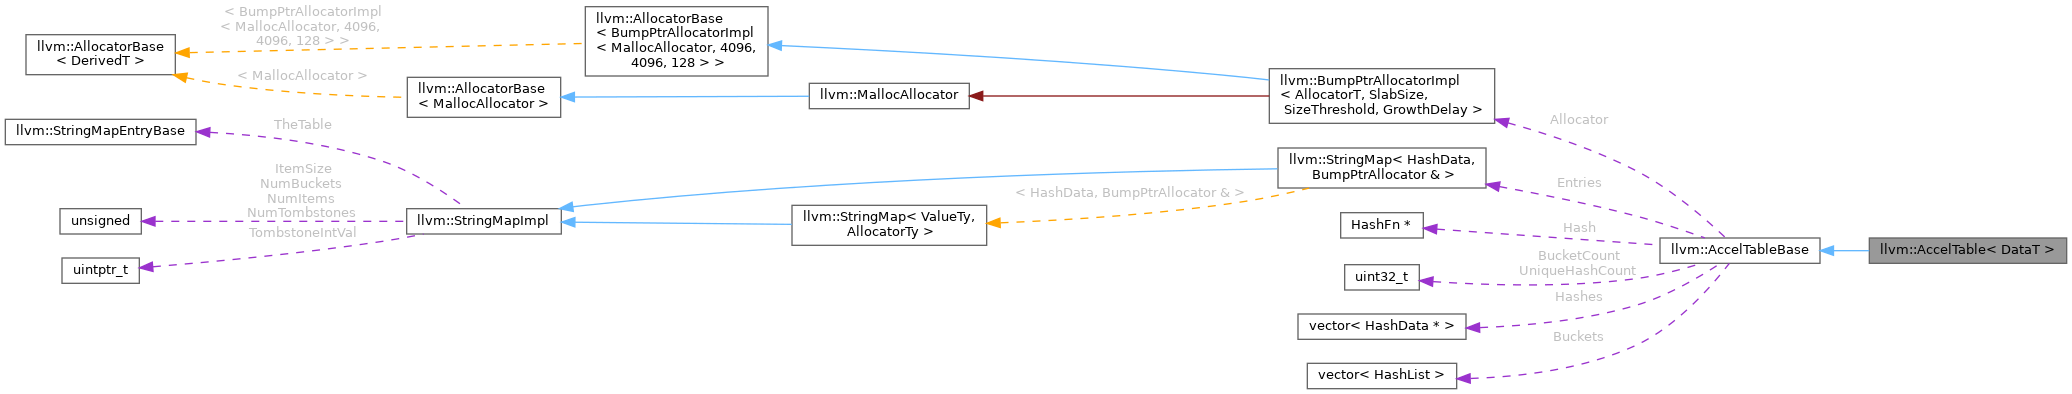 < BumpPtrAllocatorImpl
< MallocAllocator, 4096,
4096, 128 > >
llvm::AllocatorBase
< DerivedT >
< MallocAllocator >
llvm::AllocatorBase
< BumpPtrAllocatorImpl
< MallocAllocator, 4096,
4096, 128 > >
llvm::AllocatorBase
< MallocAllocator >
llvm::MallocAllocator
llvm::BumpPtrAllocatorImpl
< AllocatorT, SlabSize,
SizeThreshold, GrowthDelay >
llvm::StringMapEntryBase
TheTable
ItemSize
NumBuckets
NumItems
NumTombstones
TombstoneIntVal
unsigned
uintptr_t
llvm::StringMapImpl
llvm::StringMap< ValueTy,
AllocatorTy >
< HashData, BumpPtrAllocator & >
llvm::StringMap< HashData,
BumpPtrAllocator & >
Allocator
Entries
HashFn *
Hash
uint32_t
BucketCount
UniqueHashCount
vector< HashData * >
Hashes
vector< HashList >
Buckets
llvm::AccelTableBase
llvm::AccelTable< DataT >